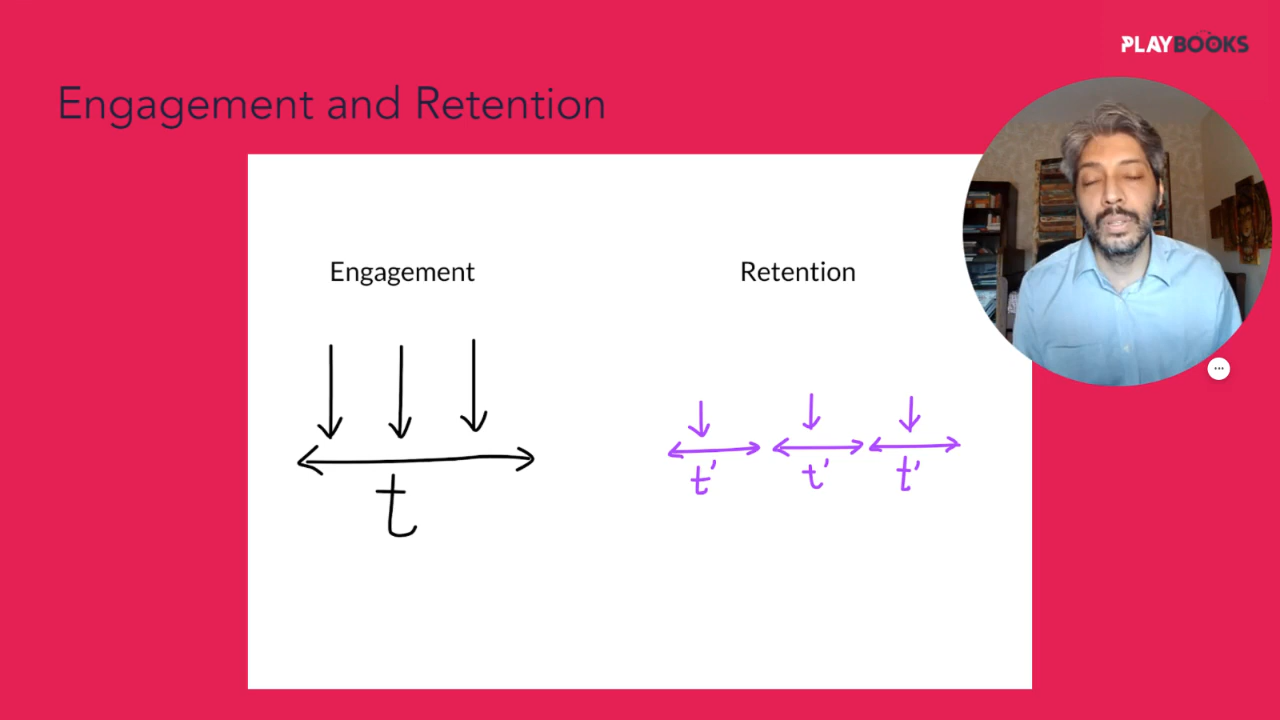 PLAYBOOKS
Engagement and Retention
Engagement
Retention
t
t' t' t'